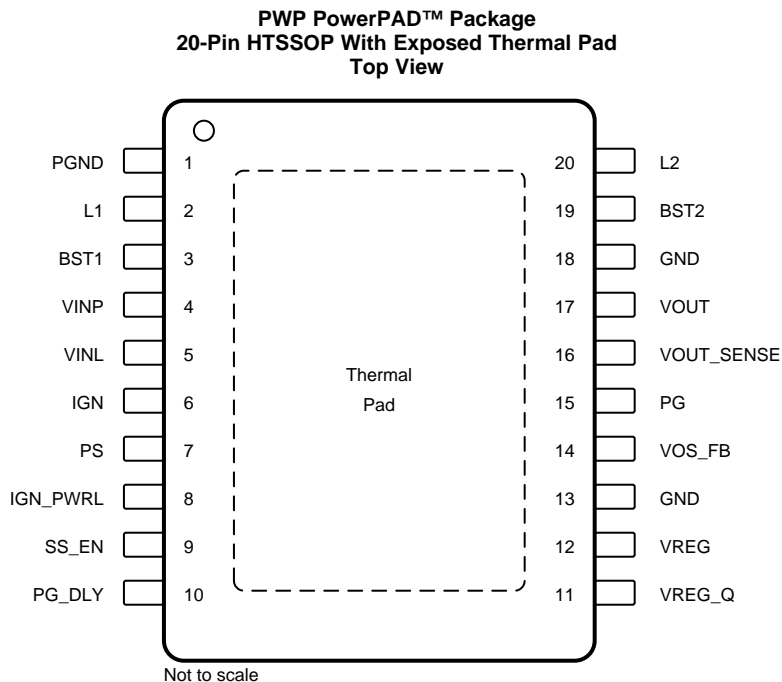 PWP PowerPAD™ Package
20-Pin HTSSOP With Exposed Thermal Pad
Top View
PGND 1 20 L2
L1 2 19 BST2
BST1 3 18 GND
VINP 4 17 VOUT
VINL 5 16 VOUT_SENSE
Thermal
IGN 6 15 PG
Pad
PS 7 14 VOS_FB
IGN_PWRL 8 13 GND
SS_EN 9 12 VREG
PG_DLY 10 11 VREG_Q
Not to scale